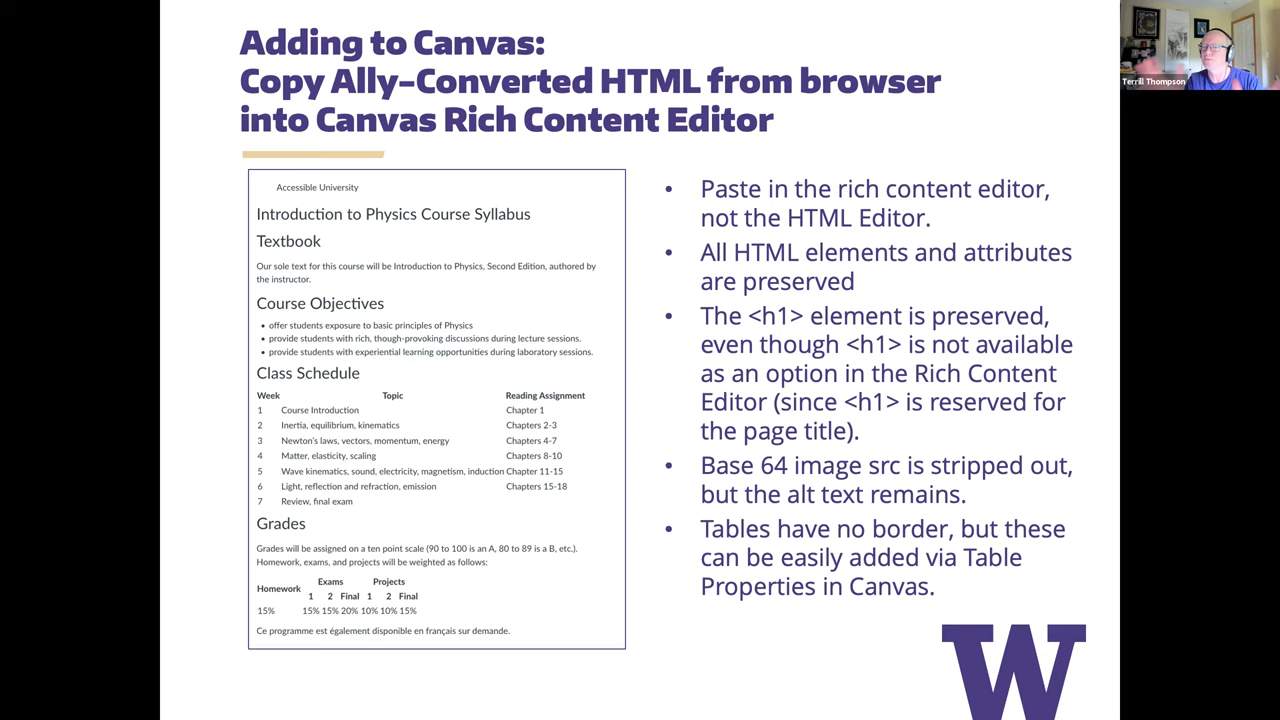 Adding to Canvas:
Copy Ally-Converted HTML from browser
into Canvas Rich Content Editor
Terrill Thompson
Accessible University
Introduction to Physics Course Syllabus
Textbook
Our sole text for this course will be Introduction to Physics, Second Edition, authored by
the instructor.
Course Objectives
• offer students exposure to basic principles of Physics
• provide students with rich, though-provoking discussions during lecture sessions.
• provide students with experiential learning opportunities during laboratory sessions.
Class Schedule
Week Topic Reading Assignment
1 Course Introduction Chapter 1
2 Inertia, equilibrium, kinematics Chapters 2-3
3 Newton's laws, vectors, momentum, energy Chapters 4-7
4 Matter, elasticity, scaling Chapters 8-10
5 Wave kinematics, sound, electricity, magnetism, induction Chapter 11-15
6 Light, reflection and refraction, emission Chapters 15-18
7 Review, final exam
Grades
Grades will be assigned on a ten point scale (90 to 100 is an A, 80 to 89 is a B, etc.).
Homework, exams, and projects will be weighted as follows:
Exams Projects
Homework
1 2 Final 1 2 Final
15% 15% 15% 20% 10% 10% 15%
Ce programme est également disponible en français sur demande.
• Paste in the rich content editor,
not the HTML Editor.
• All HTML elements and attributes
are preserved
• The <h1> element is preserved,
even though <h1> is not available
as an option in the Rich Content
Editor (since <h1> is reserved for
the page title).
• Base 64 image src is stripped out,
but the alt text remains.
• Tables have no border, but these
can be easily added via Table
Properties in Canvas.
W